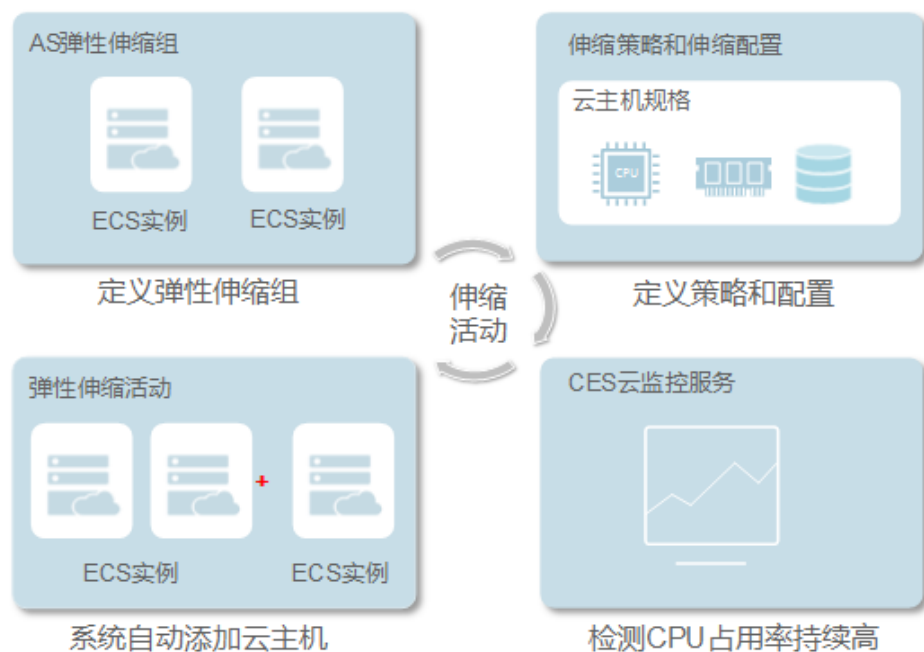 AS弹性伸缩组
ECS实例
ECS实例
定义弹性伸缩组
伸缩策略和伸缩配置
云主机规格
CPU
定义策略和配置
伸缩
活动
弹性伸缩活动
+
ECS实例
ECS实例
系统自动添加云主机
CES云监控服务
检测CPU占用率持续高